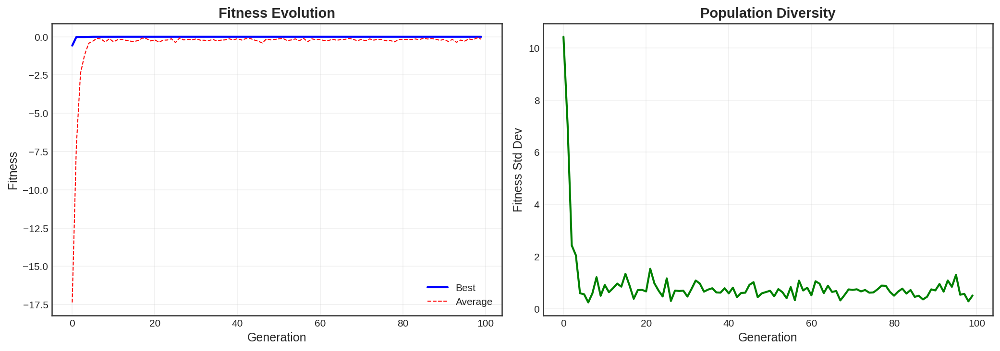 Fitness Evolution
Fitness
0.0
−2.5
−5.0
−7.5
−10.0
−12.5
−15.0
−17.5
Best
Average
0 20 40 60 80 100
Generation
Population Diversity
Fitness Std Dev
10
8
6
4
2
0
0 20 40 60 80 100
Generation